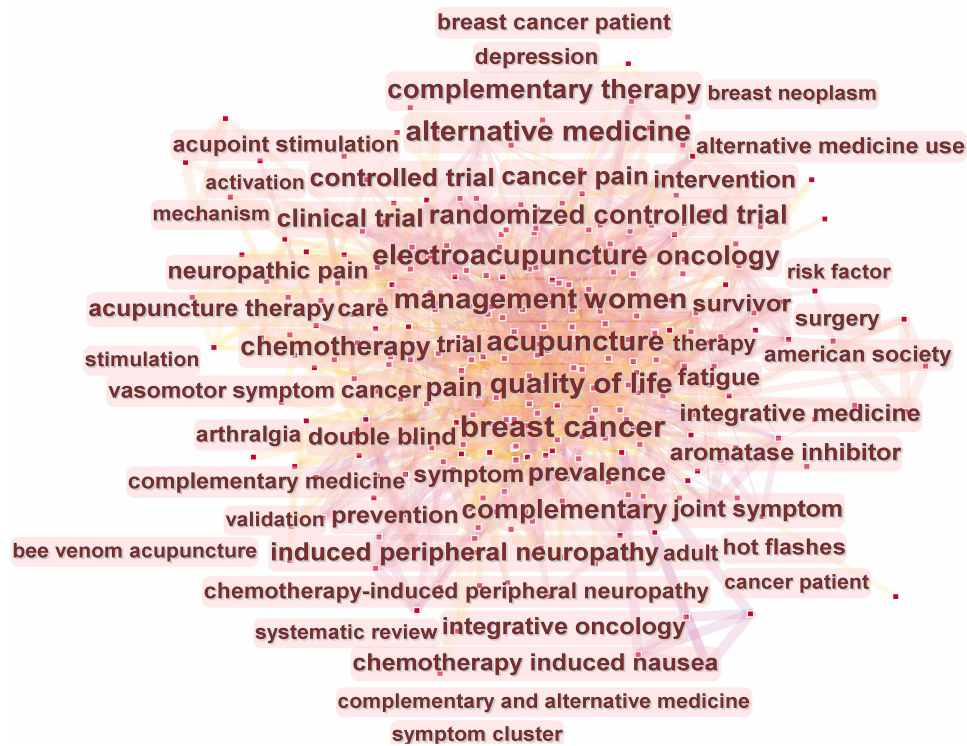 breast cancer patient
depression
complementary therapy breast neoplasm
alternative medicine
acupoint stimulation alternative medicine use
activation controlled trial cancer pain intervention
mechanism clinical trial randomized controlled trial
electroacupuncture oncology
neuropathic pain risk factor
acupuncture therapy care management women survivor
surgery
chemotherapy trial acupuncture therapy
stimulation american society
vasomotor symptom cancer pain quality of life fatigue
integrative medicine
arthralgia double blind breast cancer
aromatase inhibitor
complementary medicine symptom prevalence
validation prevention complementary joint symptom
bee venom acupuncture induced peripheral neuropathy adult hot flashes
cancer patient
chemotherapy-induced peripheral neuropathy
systematic review integrative oncology
chemotherapy induced nausea
complementary and alternative medicine
symptom cluster